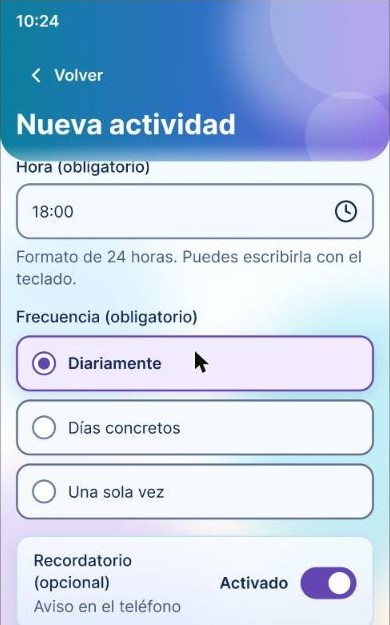 10:24
Volver
Nueva actividad
Hora (obligatorio)
18:00
Formato de 24 horas. Puedes escribirla con el
teclado.
Frecuencia (obligatorio)
Diariamente
Días concretos
Una sola vez
Recordatorio
(opcional)
Activado
Aviso en el teléfono